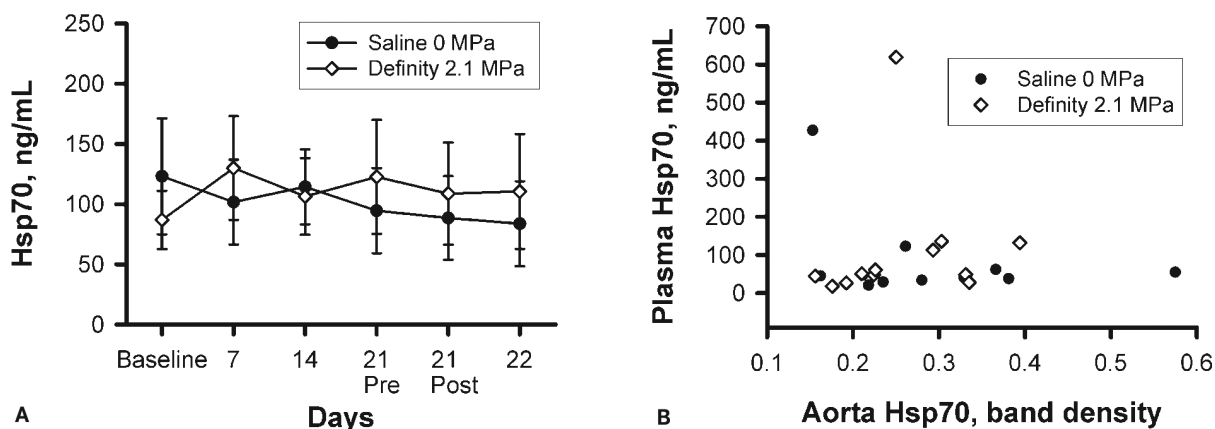 250
200
150
100
50
0
Hsp70, ng/mL
Saline 0 MPa
Definity 2.1 MPa
Baseline 7 14 21 21 22
Pre Post
Days
A
700
600
500
400
300
200
100
0
Plasma Hsp70, ng/mL
Saline 0 MPa
Definity 2.1 MPa
0.1 0.2 0.3 0.4 0.5 0.6
Aorta Hsp70, band density
B